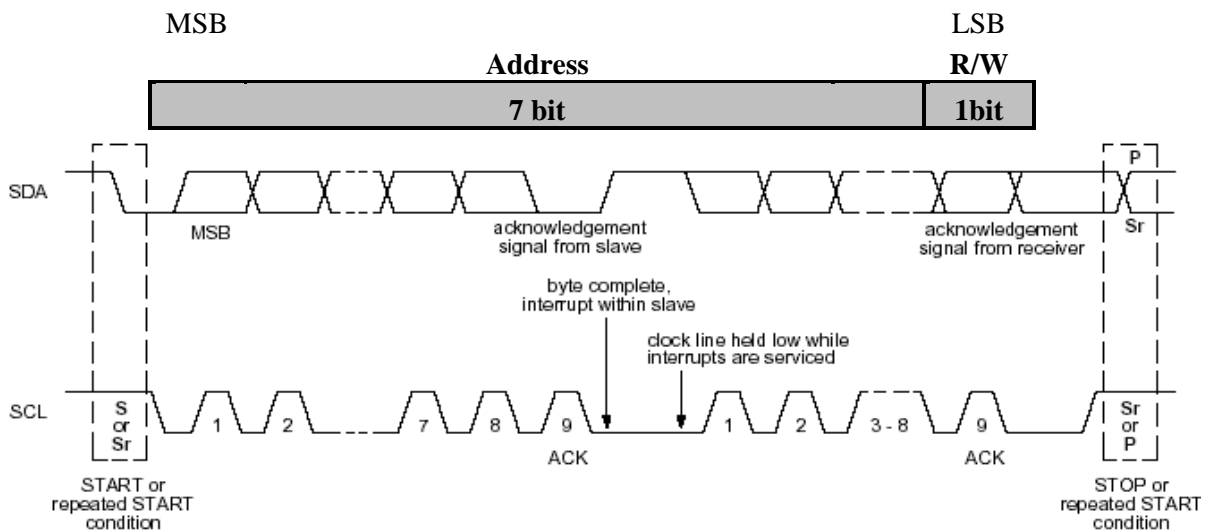 MSB LSB
Address R/W
7 bit 1bit
SDA
P
MSB
acknowledgement
signal from slave
acknowledgement
signal from receiver
Sr
byte complete,
interrupt within slave
clock line held low while
interrupts are serviced
SCL
S
or
Sr
1 2 7 8 9 1 2 3 - 8 9
ACK ACK
Sr
or
P
START or
repeated START
condition
STOP or
repeated START
condition